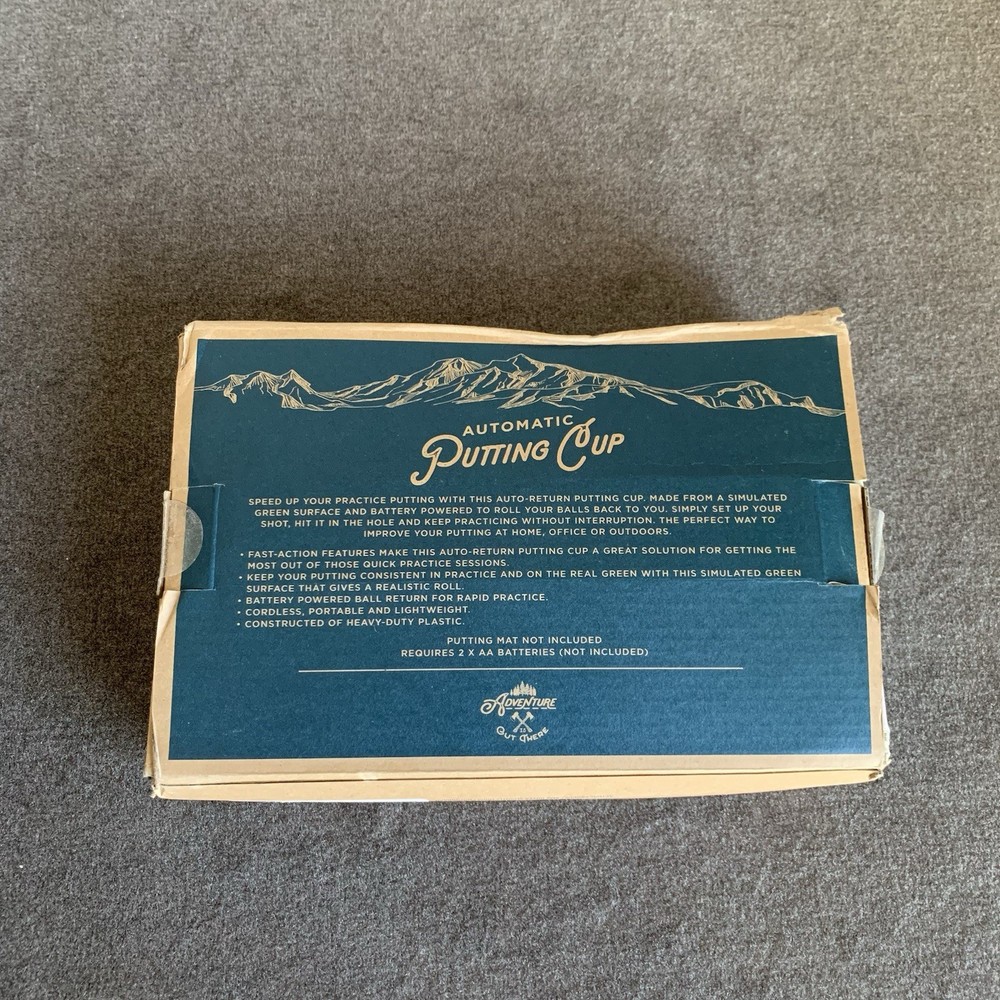 AUTOMATIC
PUTTING CUP
SPEED UP YOUR PRACTICE PUTTING WITH THIS AUTO-RETURN PUTTING CUP. MADE FROM A SIMULATED
GREEN SURFACE AND BATTERY POWERED TO ROLL YOUR BALLS BACK TO YOU. SIMPLY SET UP YOUR
SHOT, HIT IT IN THE HOLE AND KEEP PRACTICING WITHOUT INTERRUPTION. THE PERFECT WAY TO
IMPROVE YOUR PUTTING AT HOME, OFFICE OR OUTDOORS.
• FAST-ACTION FEATURES MAKE THIS AUTO-RETURN PUTTING CUP A GREAT SOLUTION FOR GETTING THE
MOST OUT OF THOSE QUICK PRACTICE SESSIONS.
• KEEP YOUR PUTTING CONSISTENT IN PRACTICE AND ON THE REAL GREEN WITH THIS SIMULATED GREEN
SURFACE THAT GIVES A REALISTIC ROLL.
• BATTERY POWERED BALL RETURN FOR RAPID PRACTICE.
• CORDLESS, PORTABLE AND LIGHTWEIGHT.
• CONSTRUCTED OF HEAVY-DUTY PLASTIC.
PUTTING MAT NOT INCLUDED
REQUIRES 2 X AA BATTERIES (NOT INCLUDED)
ADVENTURE
IS
OUT THERE